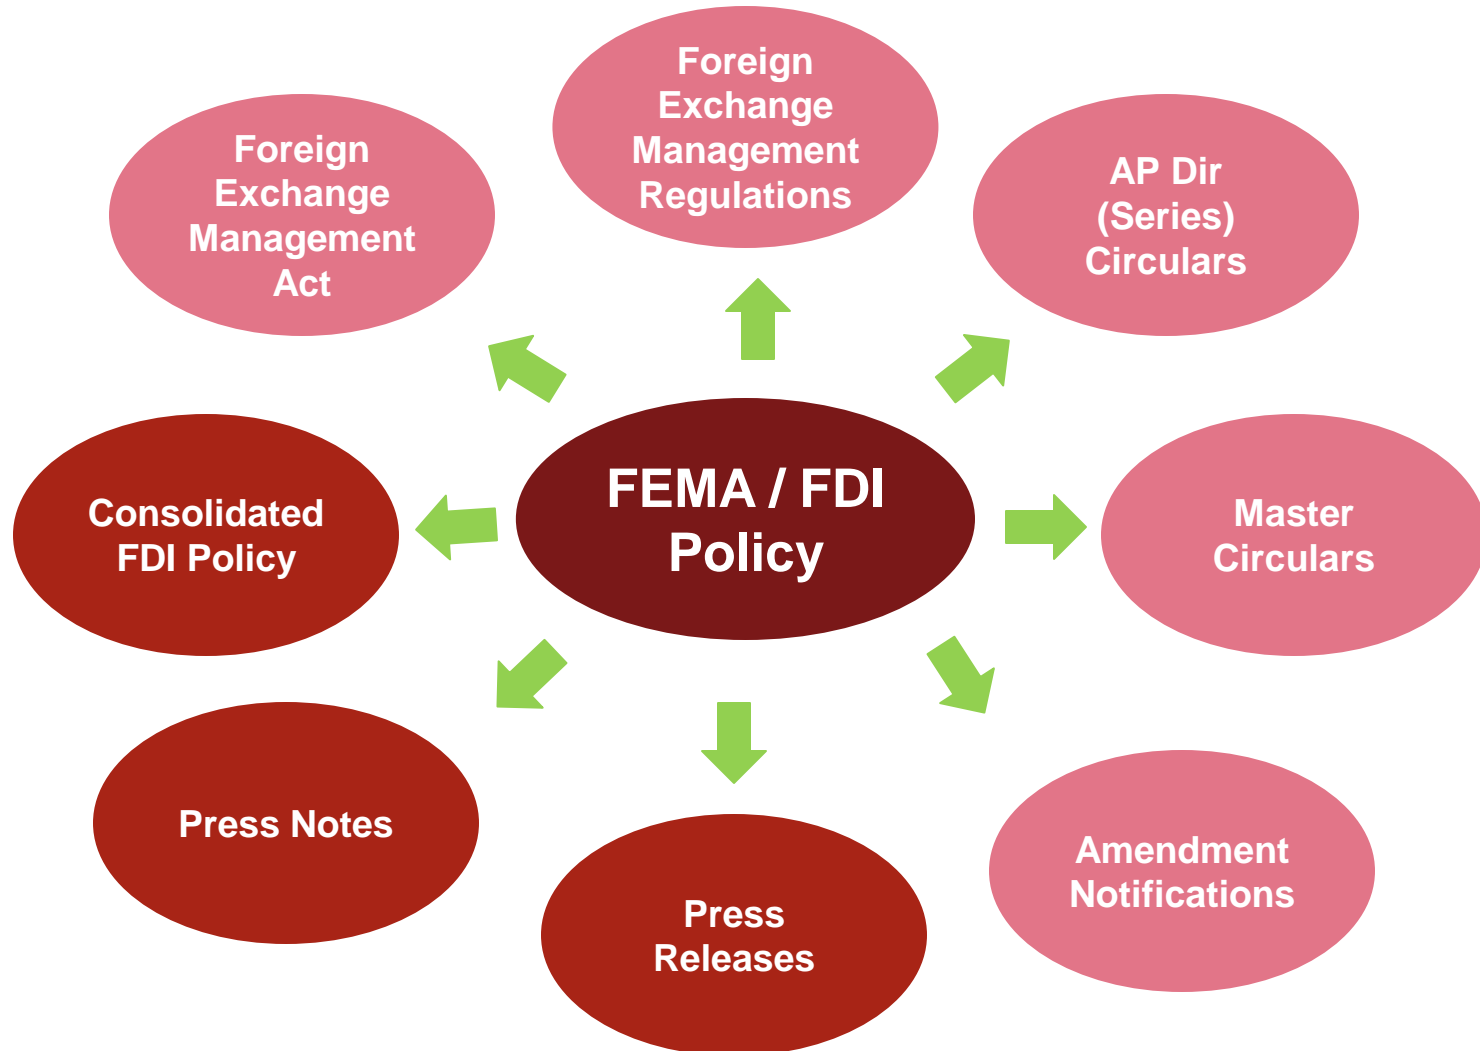 Foreign
Exchange
Management
Regulations
Foreign
Exchange
Management
Act
AP Dir
(Series)
Circulars
FEMA / FDI
Policy
Consolidated
FDI Policy
Master
Circulars
Press Notes
Amendment
Notifications
Press
Releases